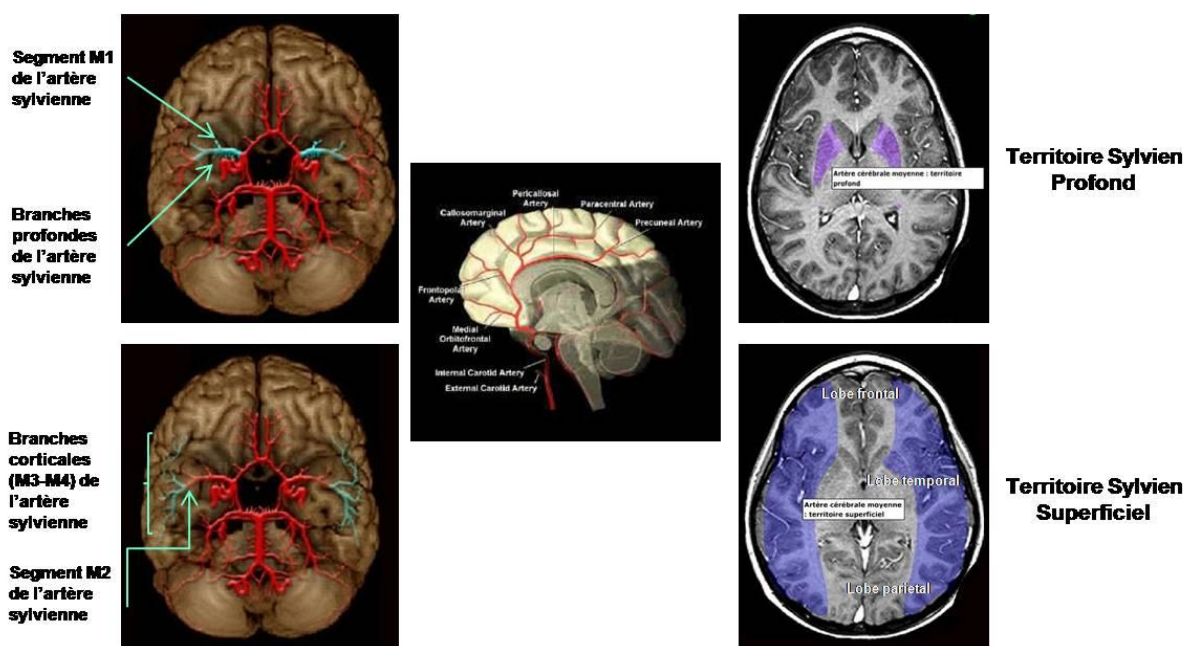 Segment M1
de l'artère
sylvienne
Branches
profondes
de l'artère
sylvienne
Branches
corticales
(M3-M4) de
l'artère
sylvienne
Segment M2
de l'artère
sylvienne
Pericallosal
Artery
Paracentral Artery
Callosomarginal
Artery
Precuneal Artery
Frontopolar
Artery
Medial
Orbitofrontal
Artery
Internal Carotid Artery
External Carotid Artery
Artère cérébrale moyenne : territoire
profond
Territoire Sylvien
Profond
Lobe frontal
Lobe temporal
Artère cérébrale moyenne
: territoire superficiel
Lobe parietal
Territoire Sylvien
Superficiel